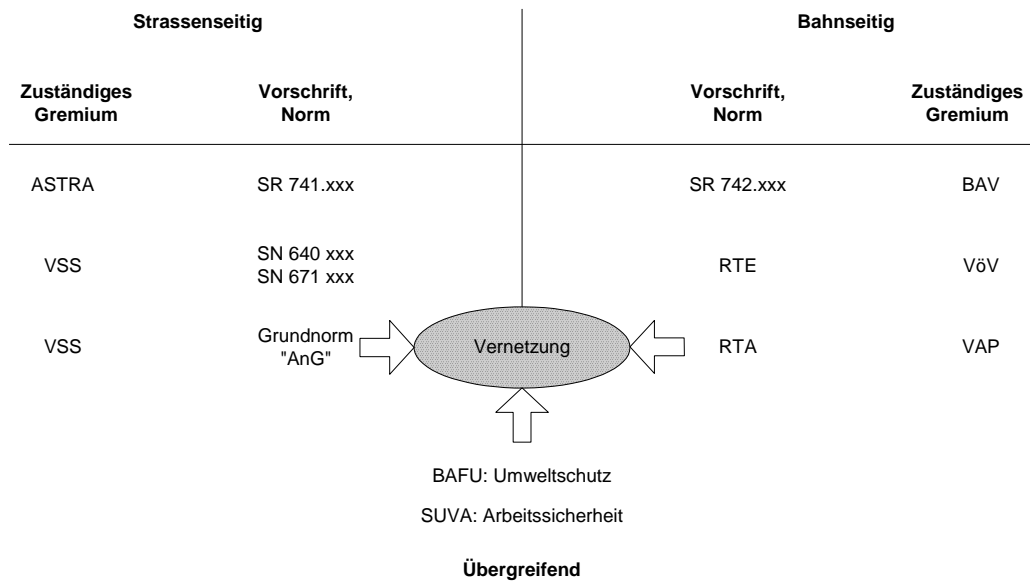 Strassenseitig Bahnseitig
Zuständiges Vorschrift, Vorschrift, Zuständiges
Gremium Norm Norm Gremium
ASTRA SR 741.xxx SR 742.xxx BAV
SN 640 xxx
VSS RTE VöV
SN 671 xxx
Grundnorm
VSS Vernetzung RTA VAP
"AnG"
BAFU: Umweltschutz
SUVA: Arbeitssicherheit
Übergreifend